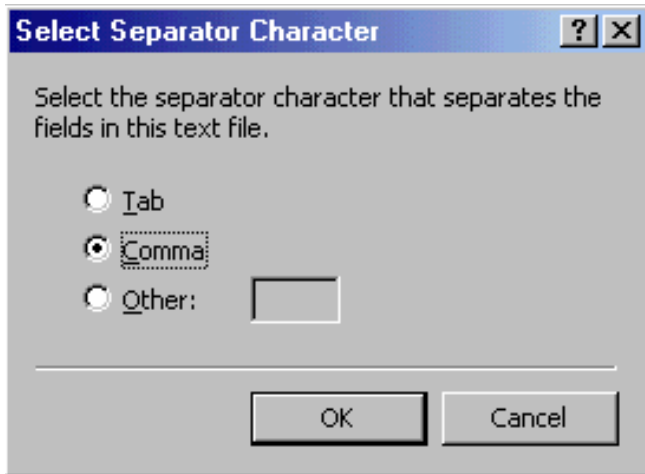 Select Separator Character
Select the separator character that separates the
fields in this text file.
Tab
Comma
Other:
OK Cancel